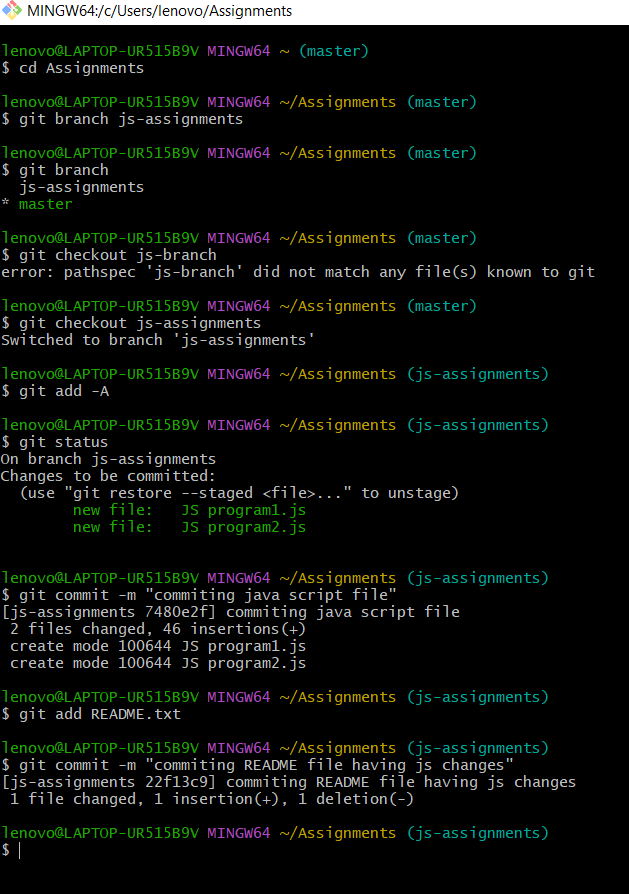 MINGW64:/c/Users/lenovo/Assignments
lenovo@LAPTOP-UR515B9V MINGW64 ~ (master)
$ cd Assignments
lenovo@LAPTOP-UR515B9V MINGW64 ~/Assignments (master)
$ git branch js-assignments
lenovo@LAPTOP-UR515B9V MINGW64 ~/Assignments (master)
$ git branch
  js-assignments
* master
lenovo@LAPTOP-UR515B9V MINGW64 ~/Assignments (master)
$ git checkout js-branch
error: pathspec 'js-branch' did not match any file(s) known to git
lenovo@LAPTOP-UR515B9V MINGW64 ~/Assignments (master)
$ git checkout js-assignments
Switched to branch 'js-assignments'
lenovo@LAPTOP-UR515B9V MINGW64 ~/Assignments (js-assignments)
$ git add -A
lenovo@LAPTOP-UR515B9V MINGW64 ~/Assignments (js-assignments)
$ git status
On branch js-assignments
Changes to be committed:
  (use "git restore --staged <file>..." to unstage)
        new file:   JS program1.js
        new file:   JS program2.js
lenovo@LAPTOP-UR515B9V MINGW64 ~/Assignments (js-assignments)
$ git commit -m "commiting java script file"
[js-assignments 7480e2f] commiting java script file
 2 files changed, 46 insertions(+)
 create mode 100644 JS program1.js
 create mode 100644 JS program2.js
lenovo@LAPTOP-UR515B9V MINGW64 ~/Assignments (js-assignments)
$ git add README.txt
lenovo@LAPTOP-UR515B9V MINGW64 ~/Assignments (js-assignments)
$ git commit -m "commiting README file having js changes"
[js-assignments 22f13c9] commiting README file having js changes
 1 file changed, 1 insertion(+), 1 deletion(-)
lenovo@LAPTOP-UR515B9V MINGW64 ~/Assignments (js-assignments)
$